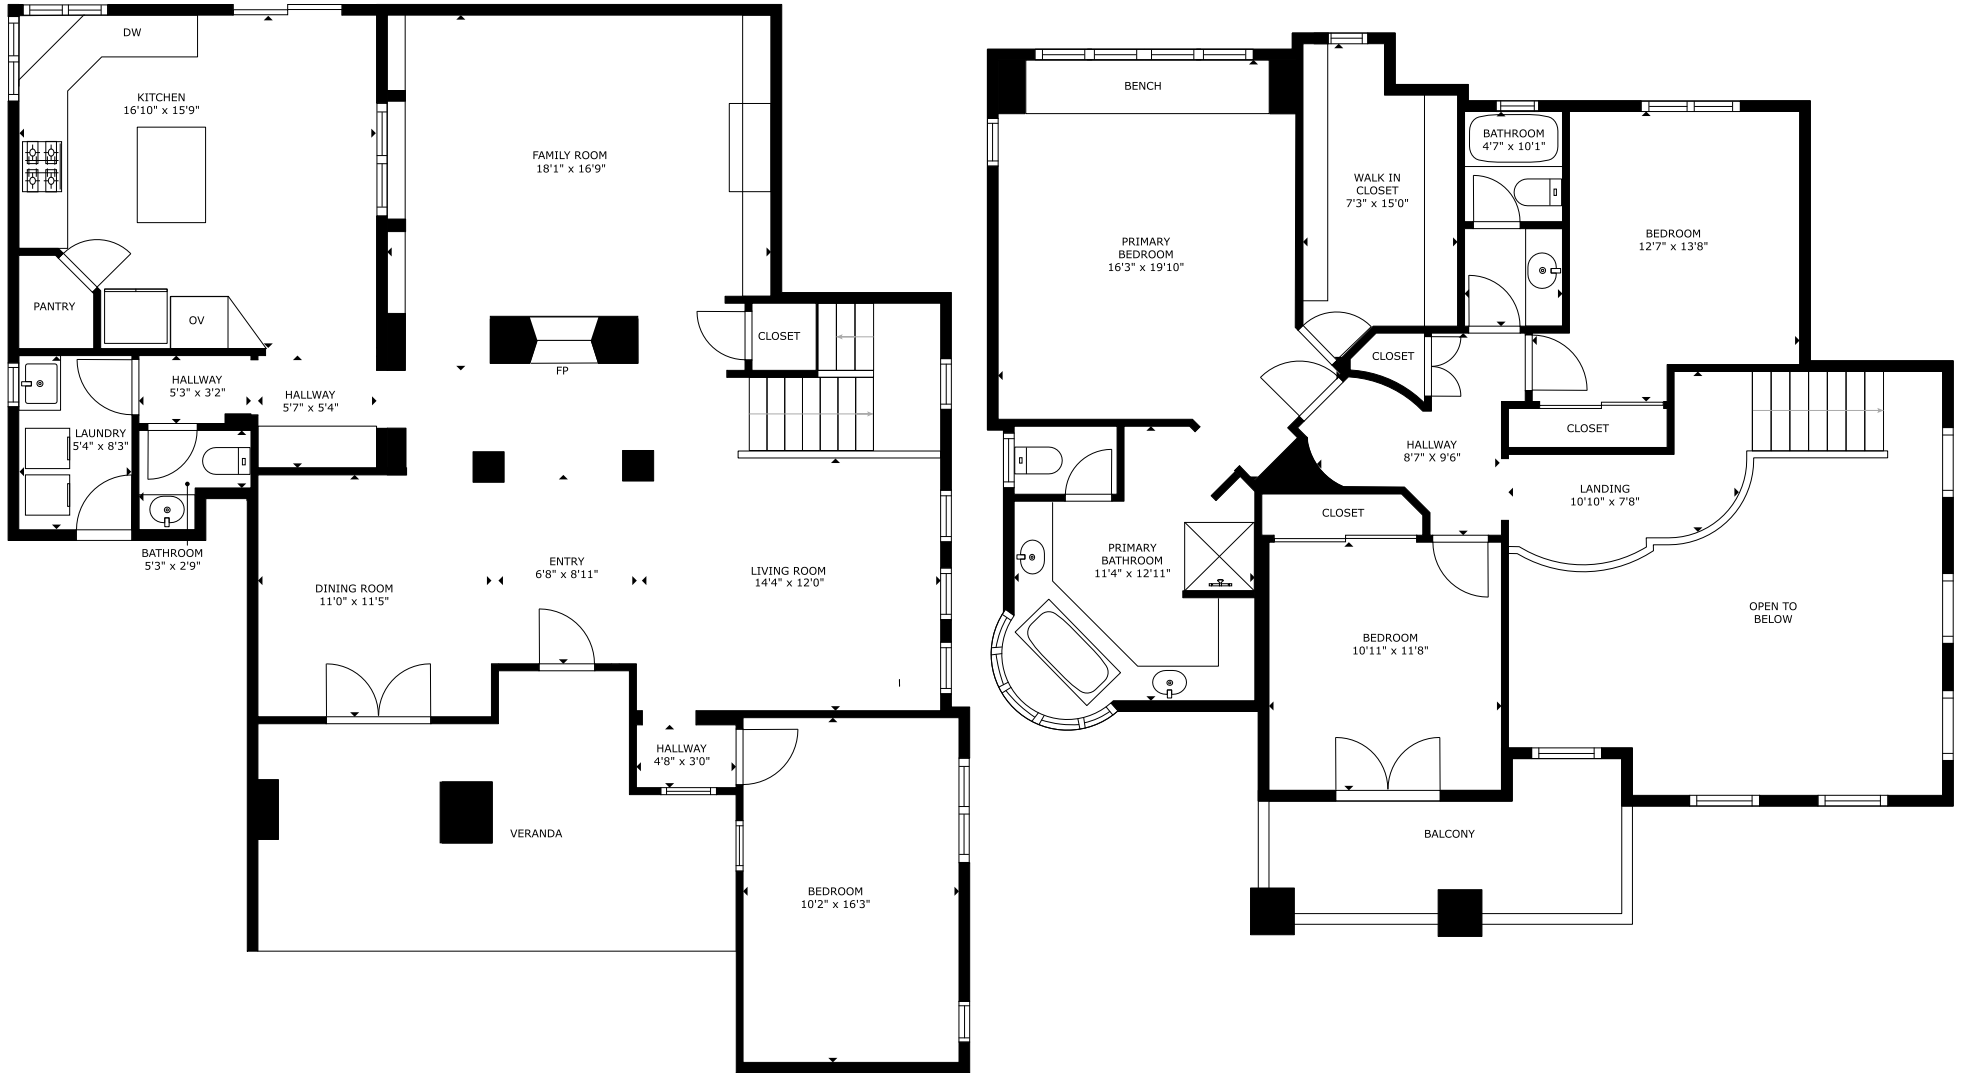 DW
KITCHEN
16'10" x 15'9"
FAMILY ROOM
18'1" x 16'9"
PANTRY
OV
CLOSET
FP
HALLWAY
5'3" x 3'2"
HALLWAY
5'7" x 5'4"
LAUNDRY
5'4" x 8'3"
BATHROOM
5'3" x 2'9"
DINING ROOM
11'0" x 11'5"
ENTRY
6'8" x 8'11"
LIVING ROOM
14'4" x 12'0"
HALLWAY
4'8" x 3'0"
VERANDA
BEDROOM
10'2" x 16'3"
BENCH
PRIMARY
BEDROOM
16'3" x 19'10"
WALK IN
CLOSET
7'3" x 15'0"
BATHROOM
4'7" x 10'1"
BEDROOM
12'7" x 13'8"
CLOSET
CLOSET
HALLWAY
8'7" X 9'6"
LANDING
10'10" x 7'8"
CLOSET
PRIMARY
BATHROOM
11'4" x 12'11"
OPEN TO
BELOW
BEDROOM
10'11" x 11'8"
BALCONY